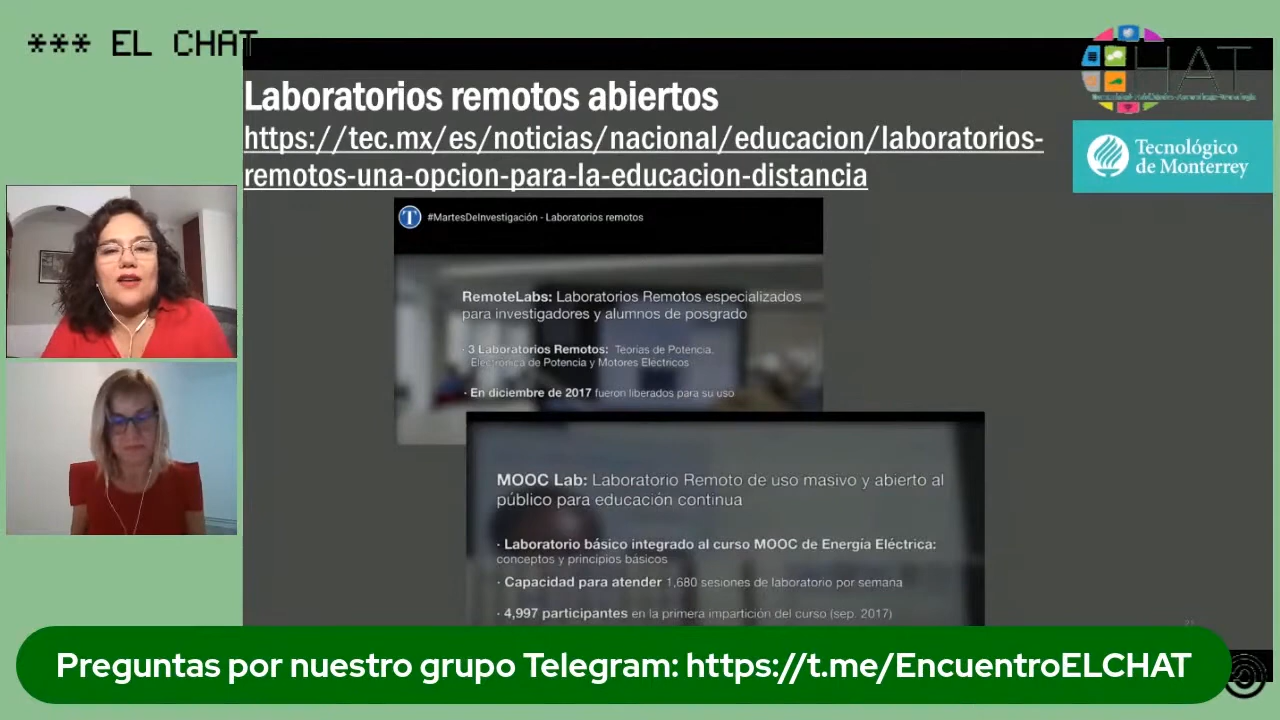 *** EL CHAT
HAT
Laboratorios remotos abiertos
https://tec.mx/es/noticias/nacional/educacion/laboratorios-
remotos-una-opcion-para-la-educacion-distancia
Tecnológico
de Monterrey
T
#MartesDeInvestigación - Laboratorios remotos
RemoteLabs: Laboratorios Remotos especializados
para investigadores y alumnos de posgrado
· 3 Laboratorios Remotos: Teorías de Potencia,
Electrónica de Potencia y Motores Eléctricos
· En diciembre de 2017 fueron liberados para su uso
MOOC Lab: Laboratorio Remoto de uso masivo y abierto al
público para educación continua
· Laboratorio básico integrado al curso MOOC de Energía Eléctrica:
conceptos y principios básicos
· Capacidad para atender 1,680 sesiones de laboratorio por semana
· 4,997 participantes en la primera impartición del curso (sep. 2017)
Preguntas por nuestro grupo Telegram: https://t.me/EncuentroELCHAT